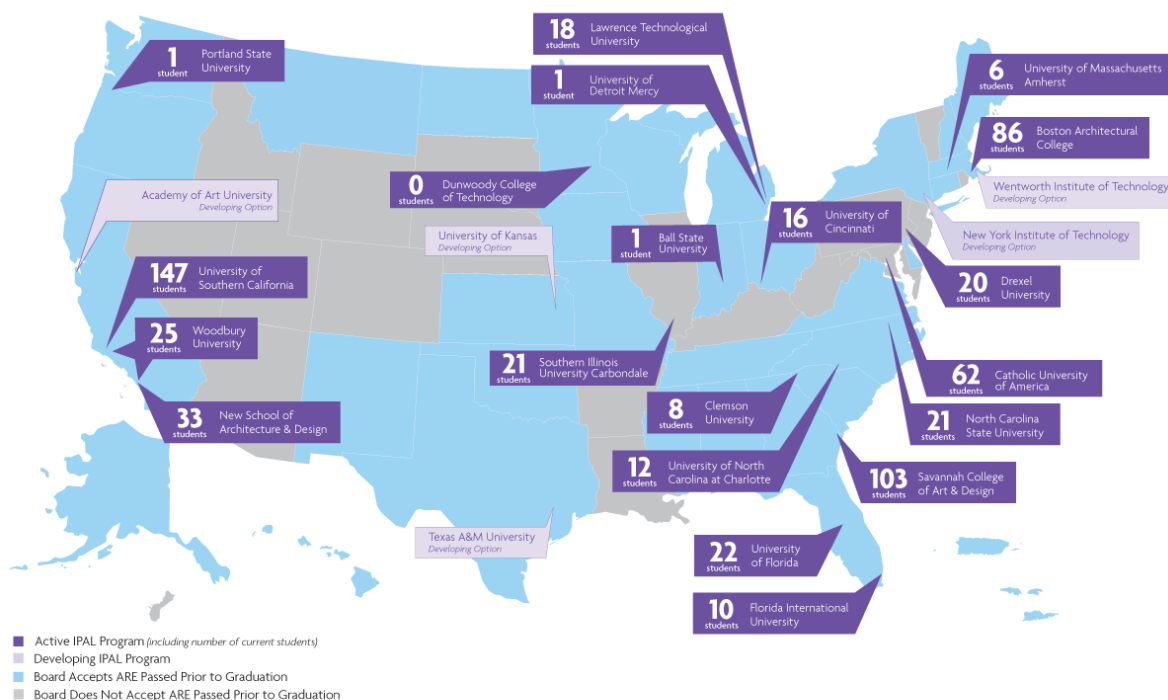 1
student
Portland State
University
18
students
Lawrence Technological
University
1
student
University of
Detroit Mercy
6
students
University of Massachusetts
Amherst
86
students
Boston Architectural
College
0
students
Dunwoody College
of Technology
Academy of Art University
Developing Option
Wentworth Institute of Technology
Developing Option
University of Kansas
Developing Option
1
student
Ball State
University
16
students
University of
Cincinnati
New York Institute of Technology
Developing Option
147
students
University of
Southern California
20
students
Drexel
University
25
students
Woodbury
University
21
students
Southern Illinois
University Carbondale
62
students
Catholic University
of America
33
students
New School of
Architecture & Design
8
students
Clemson
University
21
students
North Carolina
State University
12
students
University of North
Carolina at Charlotte
103
students
Savannah College
of Art & Design
Texas A&M University
Developing Option
22
students
University
of Florida
10
students
Florida International
University
Active IPAL Program (including number of current students)
Developing IPAL Program
Board Accepts ARE Passed Prior to Graduation
Board Does Not Accept ARE Passed Prior to Graduation